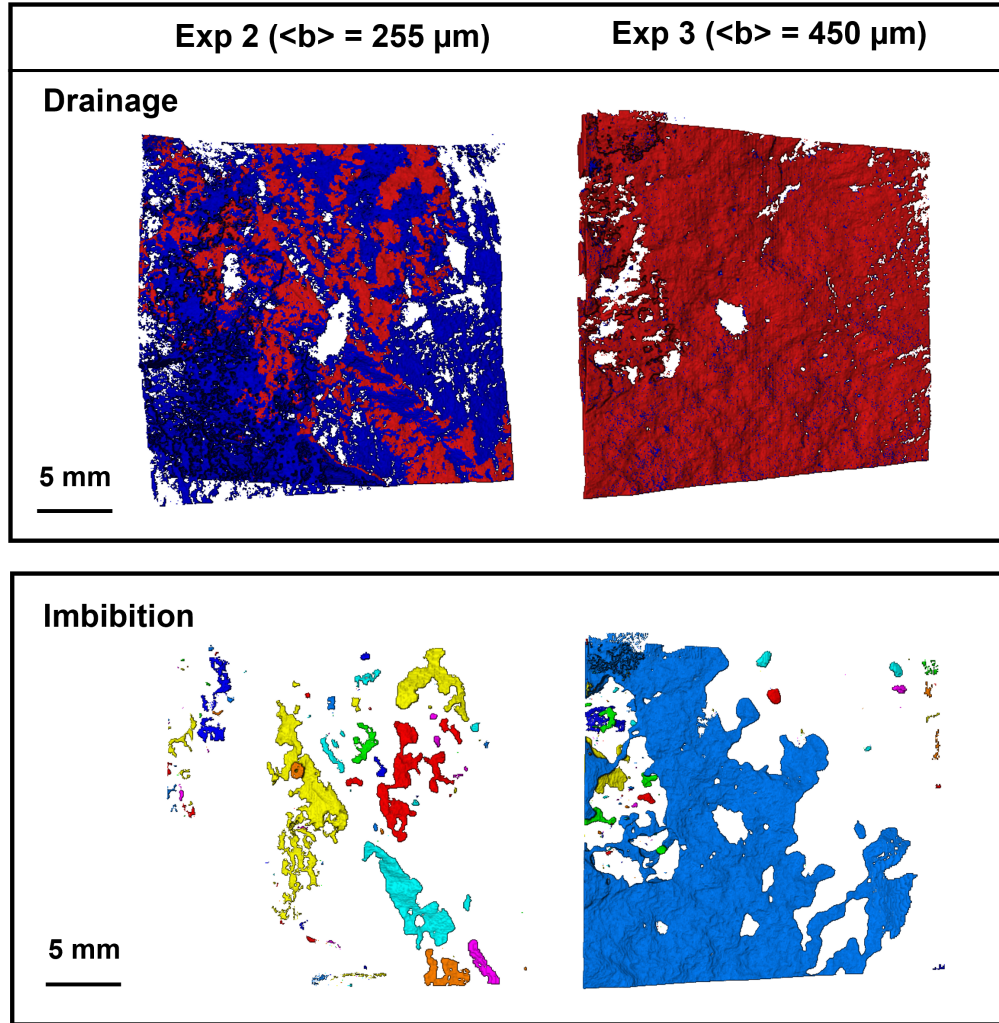 Exp 2 (<b> = 255 µm) Exp 3 (<b> = 450 µm)
Drainage
5 mm
Imbibition
5 mm